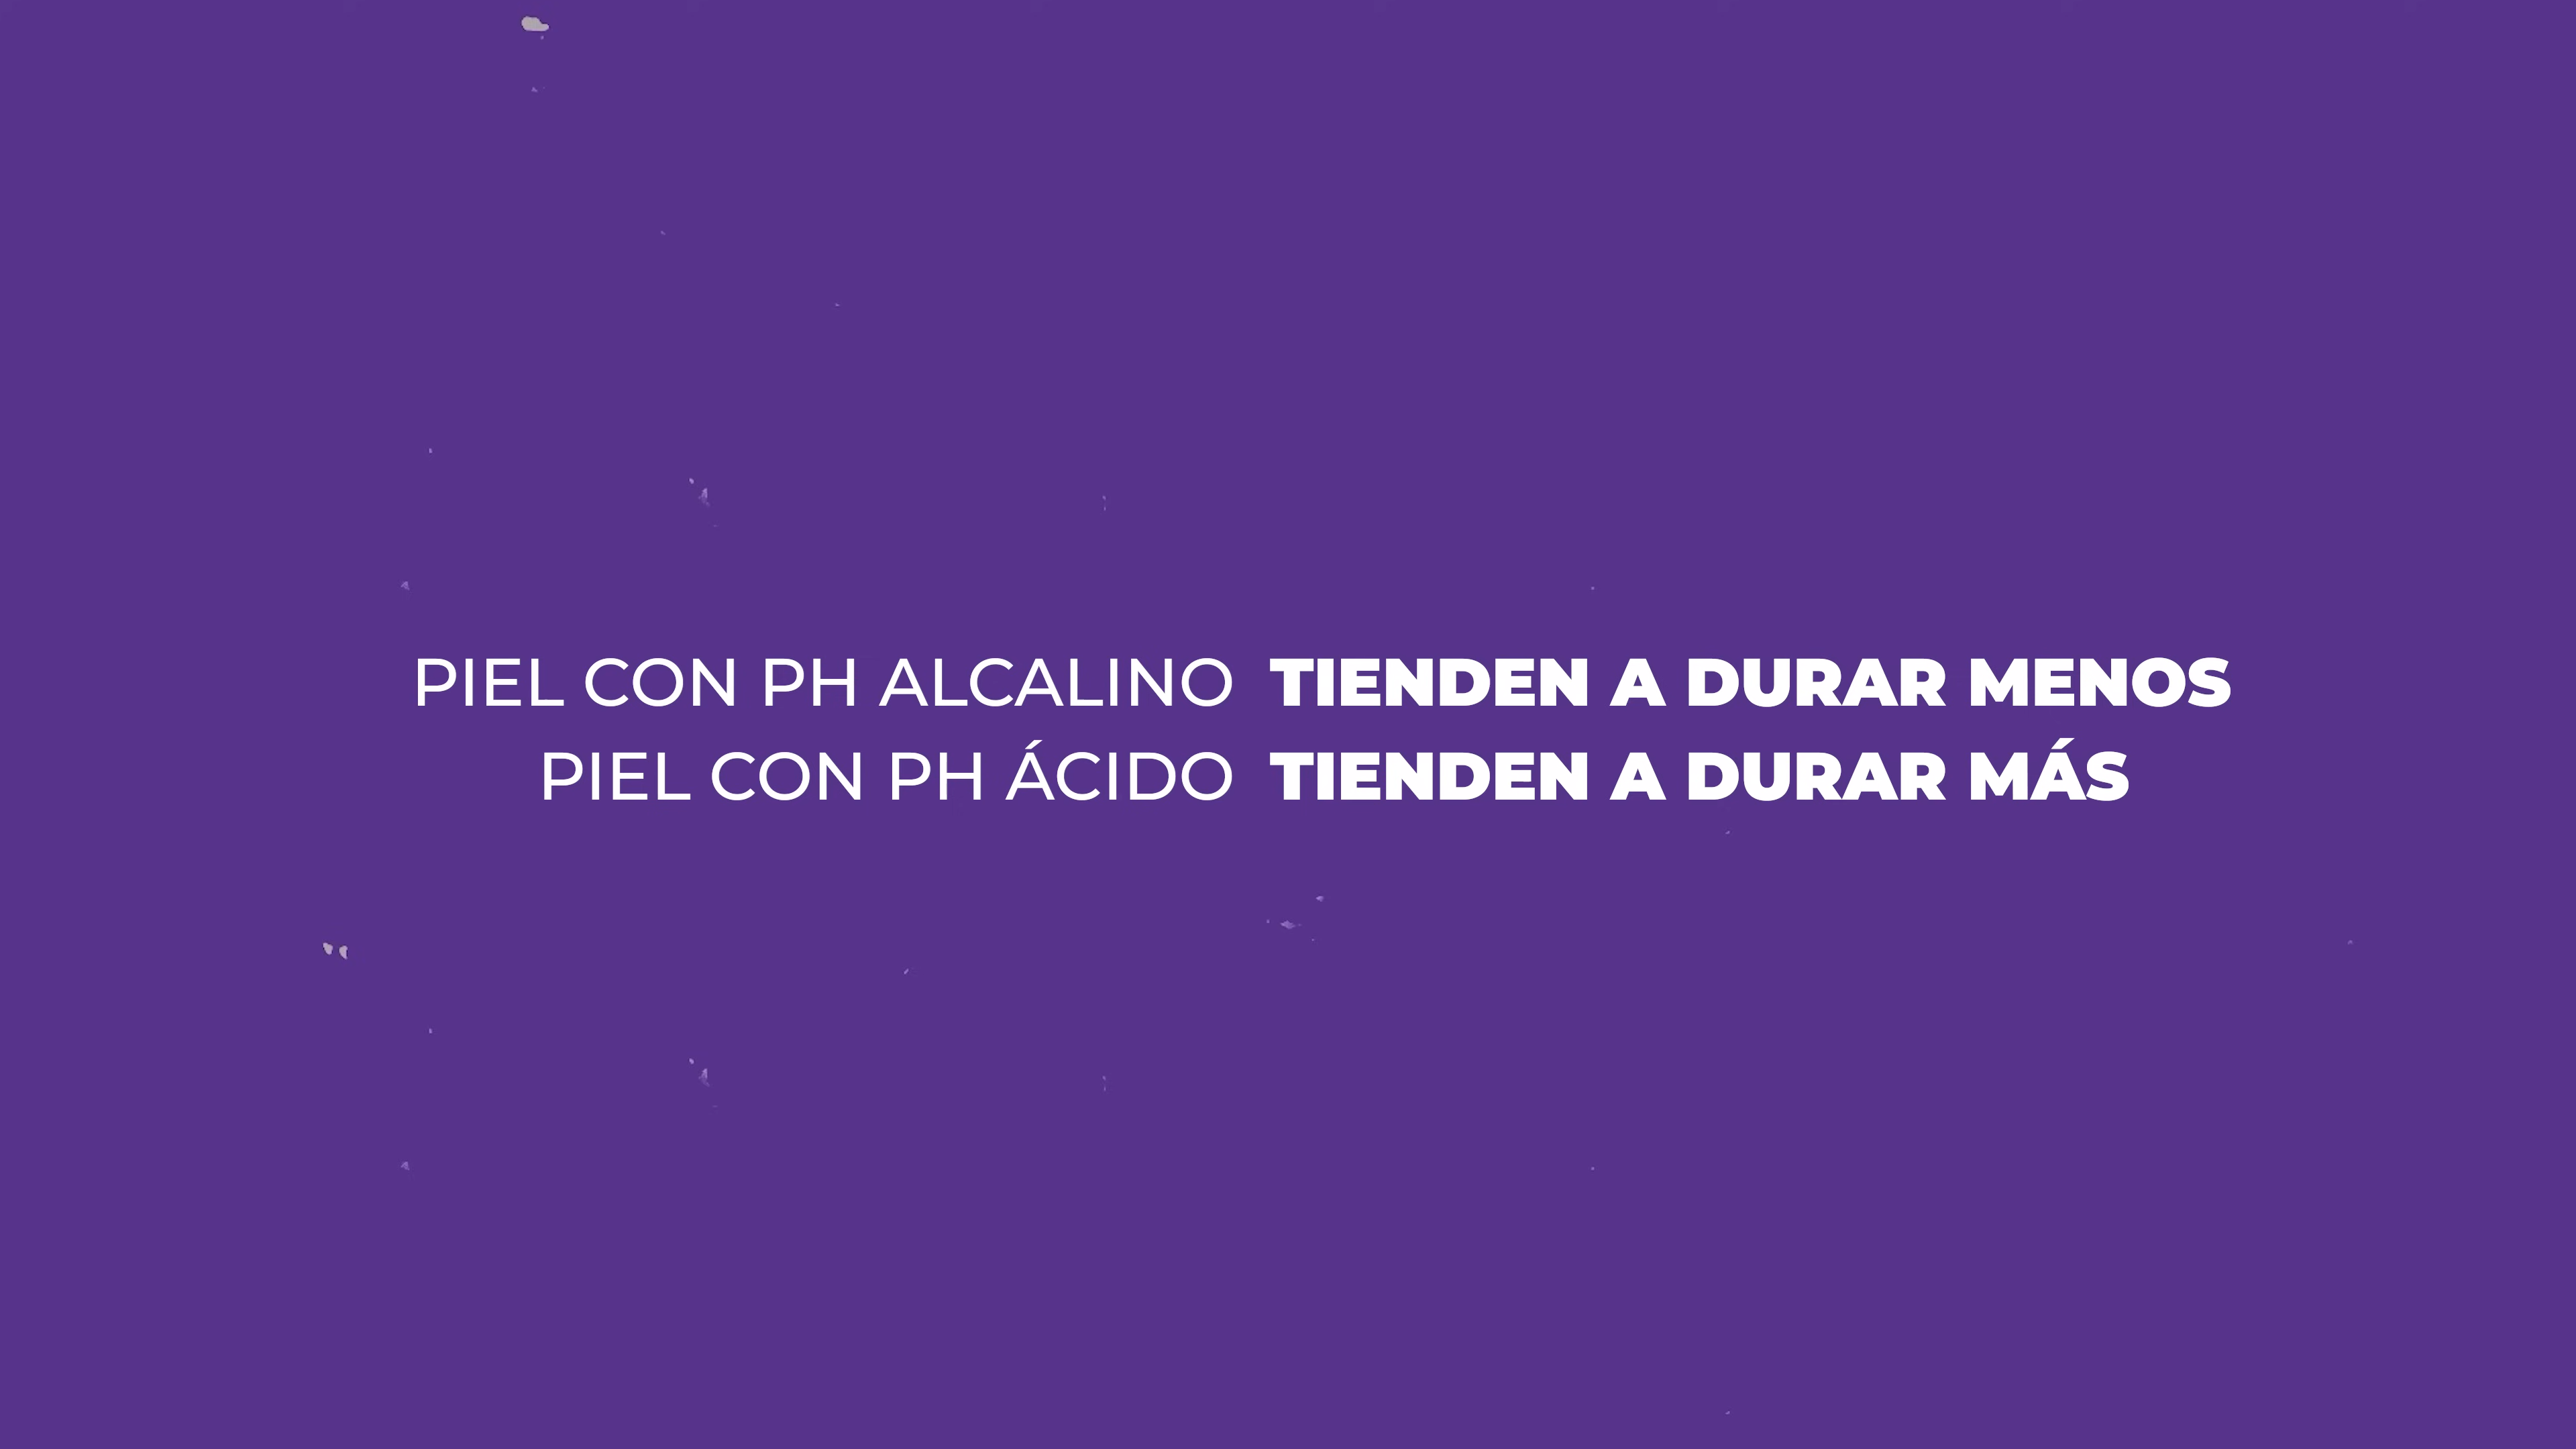 PIEL CON PH ALCALINO TIENDEN A DURAR MENOS
PIEL CON PH ÁCIDO TIENDEN A DURAR MÁS